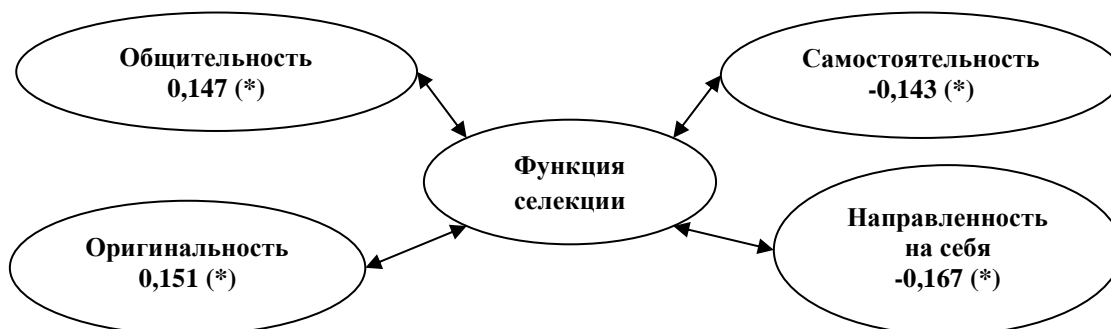 Общительность
0,147 (*)
Самостоятельность
-0,143 (*)
Функция
селекции
Оригинальность
0,151 (*)
Направленность
на себя
-0,167 (*)